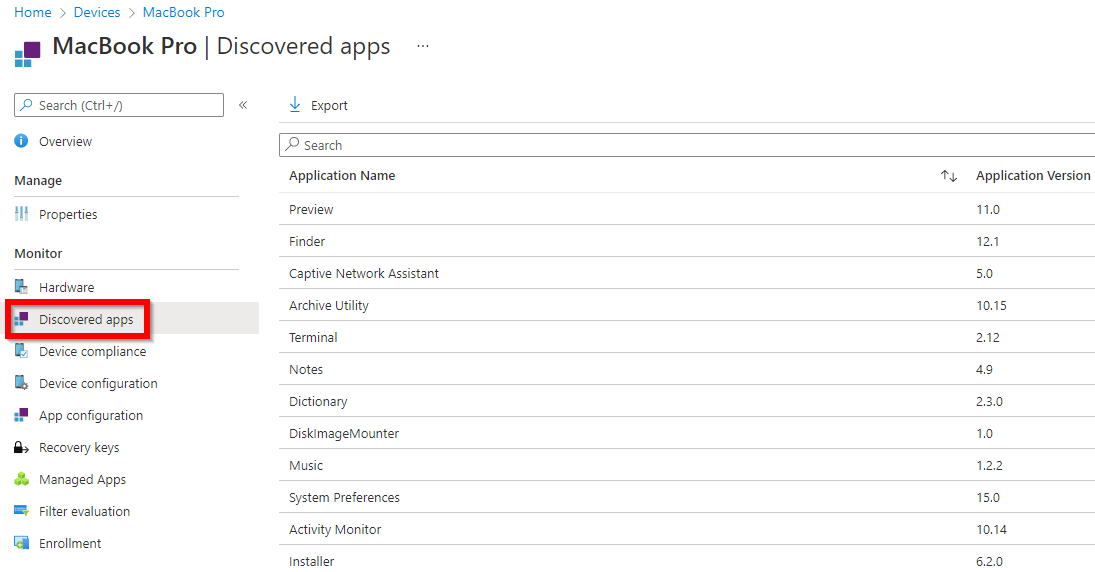 Home > Devices > MacBook Pro
MacBook Pro | Discovered apps ...
Search (Ctrl+/) «
Overview
Manage
Properties
Monitor
Hardware
Discovered apps
Device compliance
Device configuration
App configuration
Recovery keys
Managed Apps
Filter evaluation
Enrollment
Export
Search
Application Name ↑↓ Application Version
Preview 11.0
Finder 12.1
Captive Network Assistant 5.0
Archive Utility 10.15
Terminal 2.12
Notes 4.9
Dictionary 2.3.0
DiskImageMounter 1.0
Music 1.2.2
System Preferences 15.0
Activity Monitor 10.14
Installer 6.2.0